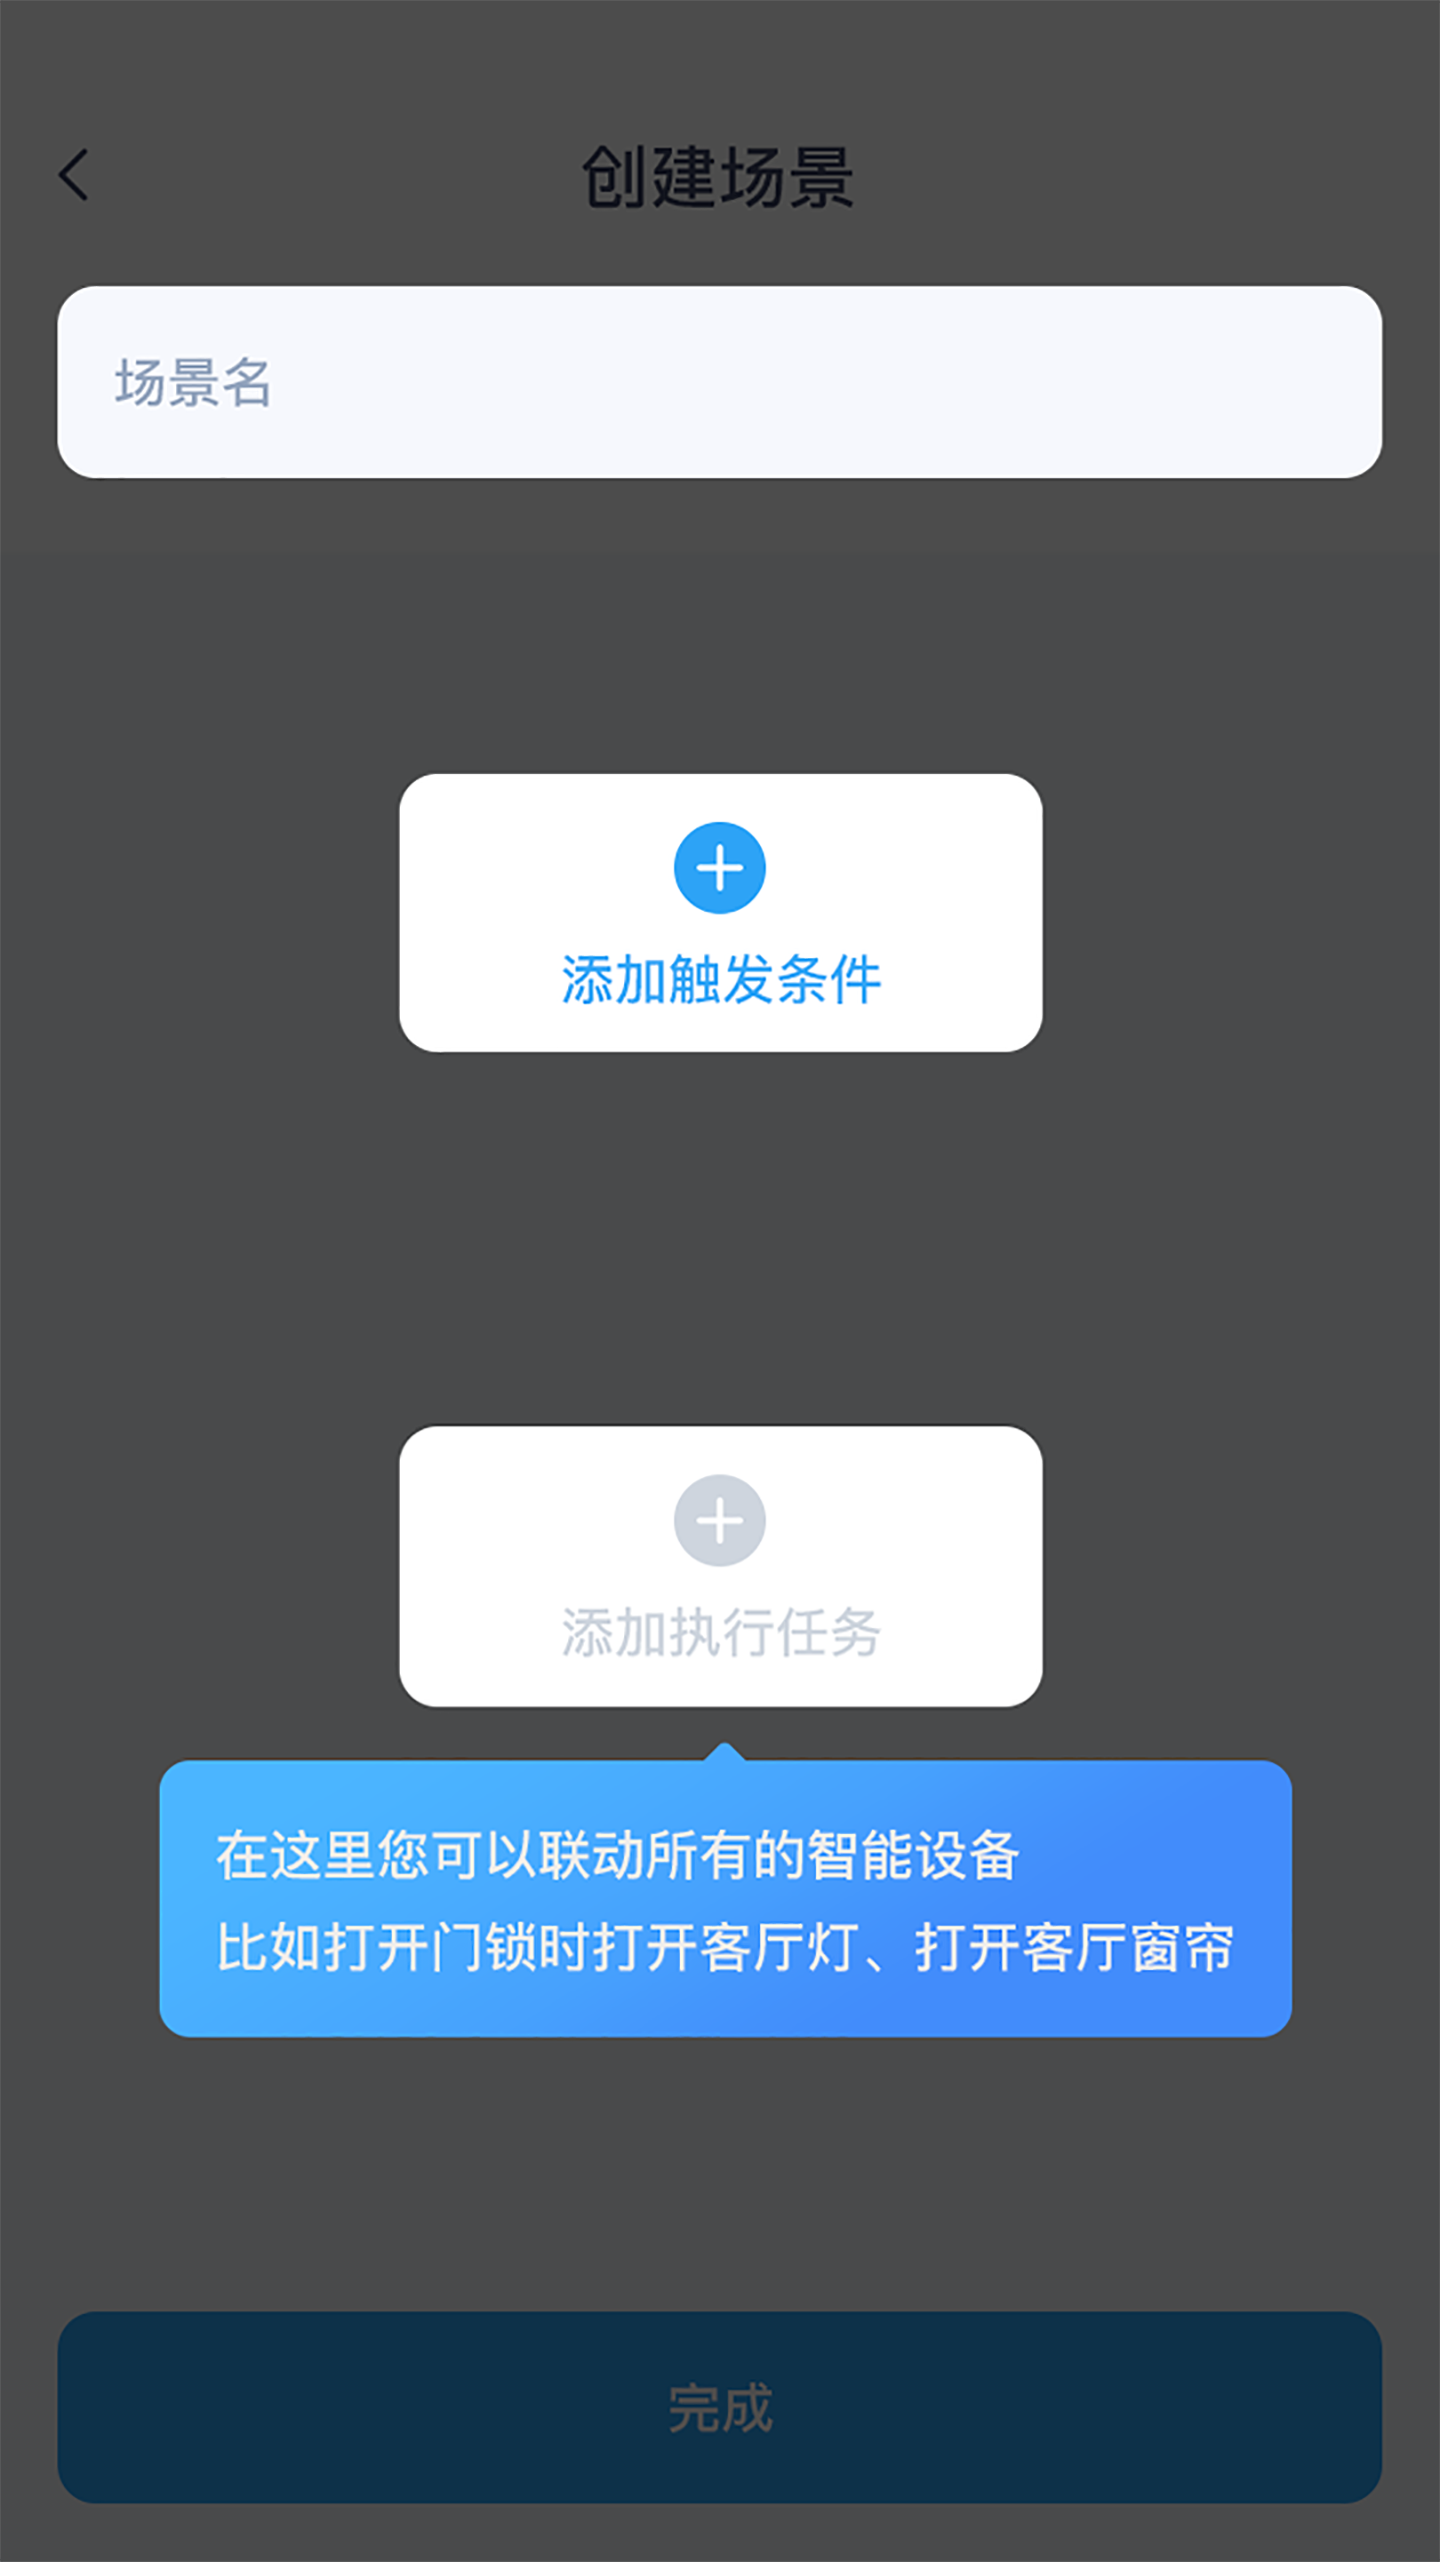 创建场景
场景名
添加触发条件
添加执行任务
在这里您可以联动所有的智能设备
比如打开门锁时打开客厅灯、打开客厅窗帘
完成